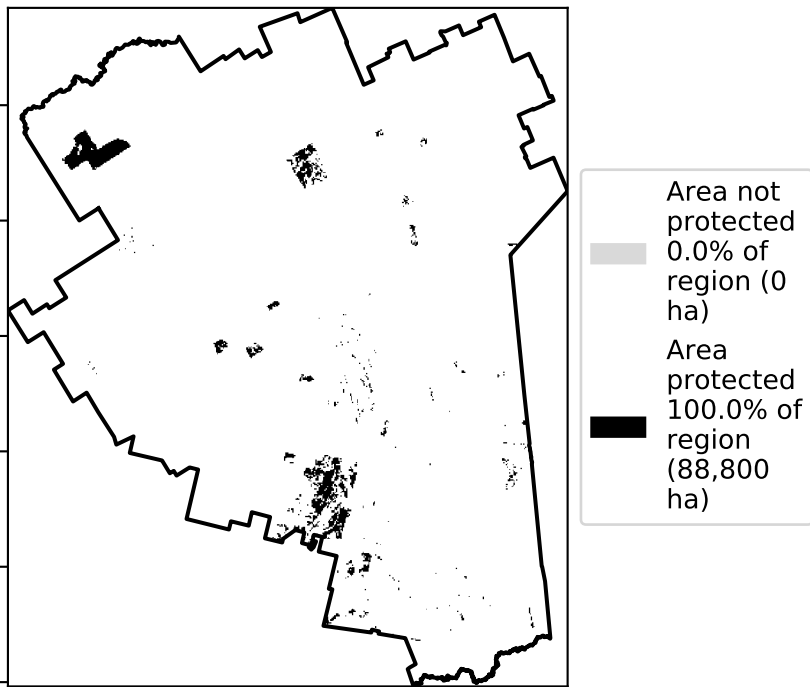 Area not
protected
0.0% of
region (0
ha)
Area
protected
100.0% of
region
(88,800
ha)